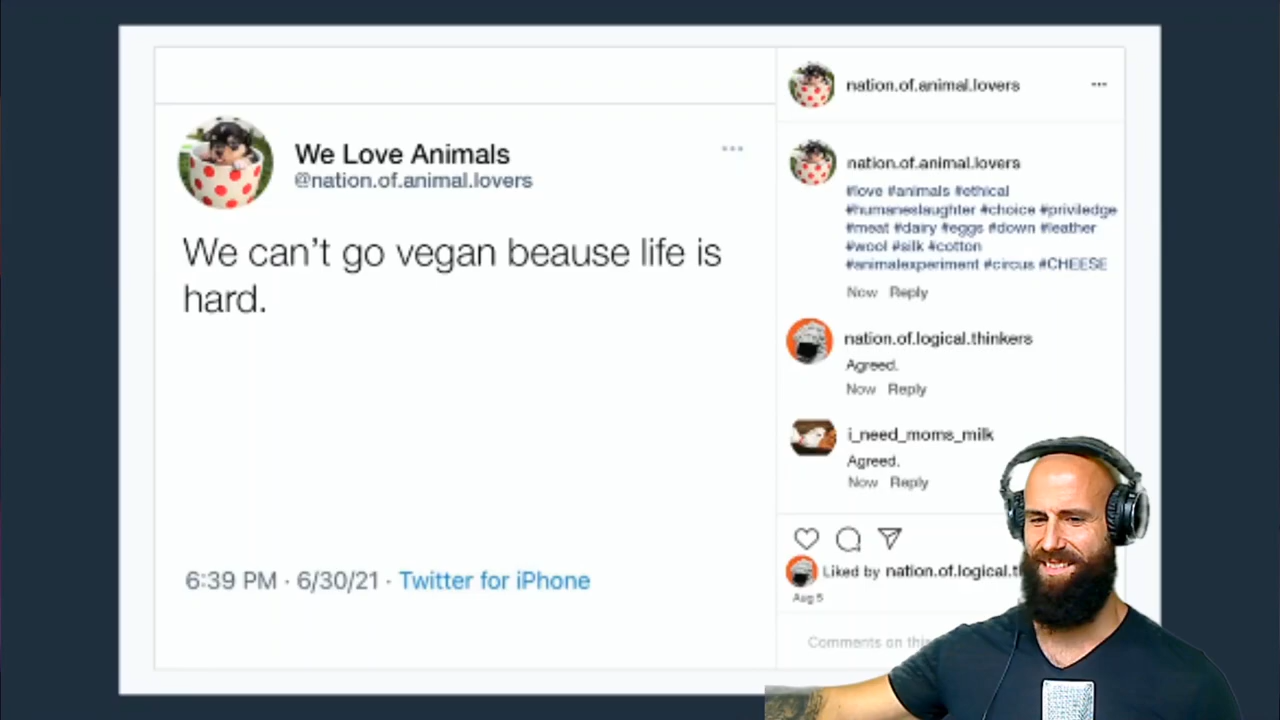 We Love Animals
@nation.of.animal.lovers
We can't go vegan beause life is
hard.
6:39 PM · 6/30/21 · Twitter for iPhone
nation.of.animal.lovers
nation.of.animal.lovers
#love #animals #ethical
#humaneslaughter #choice #priviledge
#meat #dairy #eggs #down #leather
#wool #silk #cotton
#animalexperiment #circus #CHEESE
Now Reply
nation.of.logical.thinkers
Agreed.
Now Reply
i_need_moms_milk
Agreed.
Now Reply
Liked by nation.of.logical.t
Aug 5
Comments on this